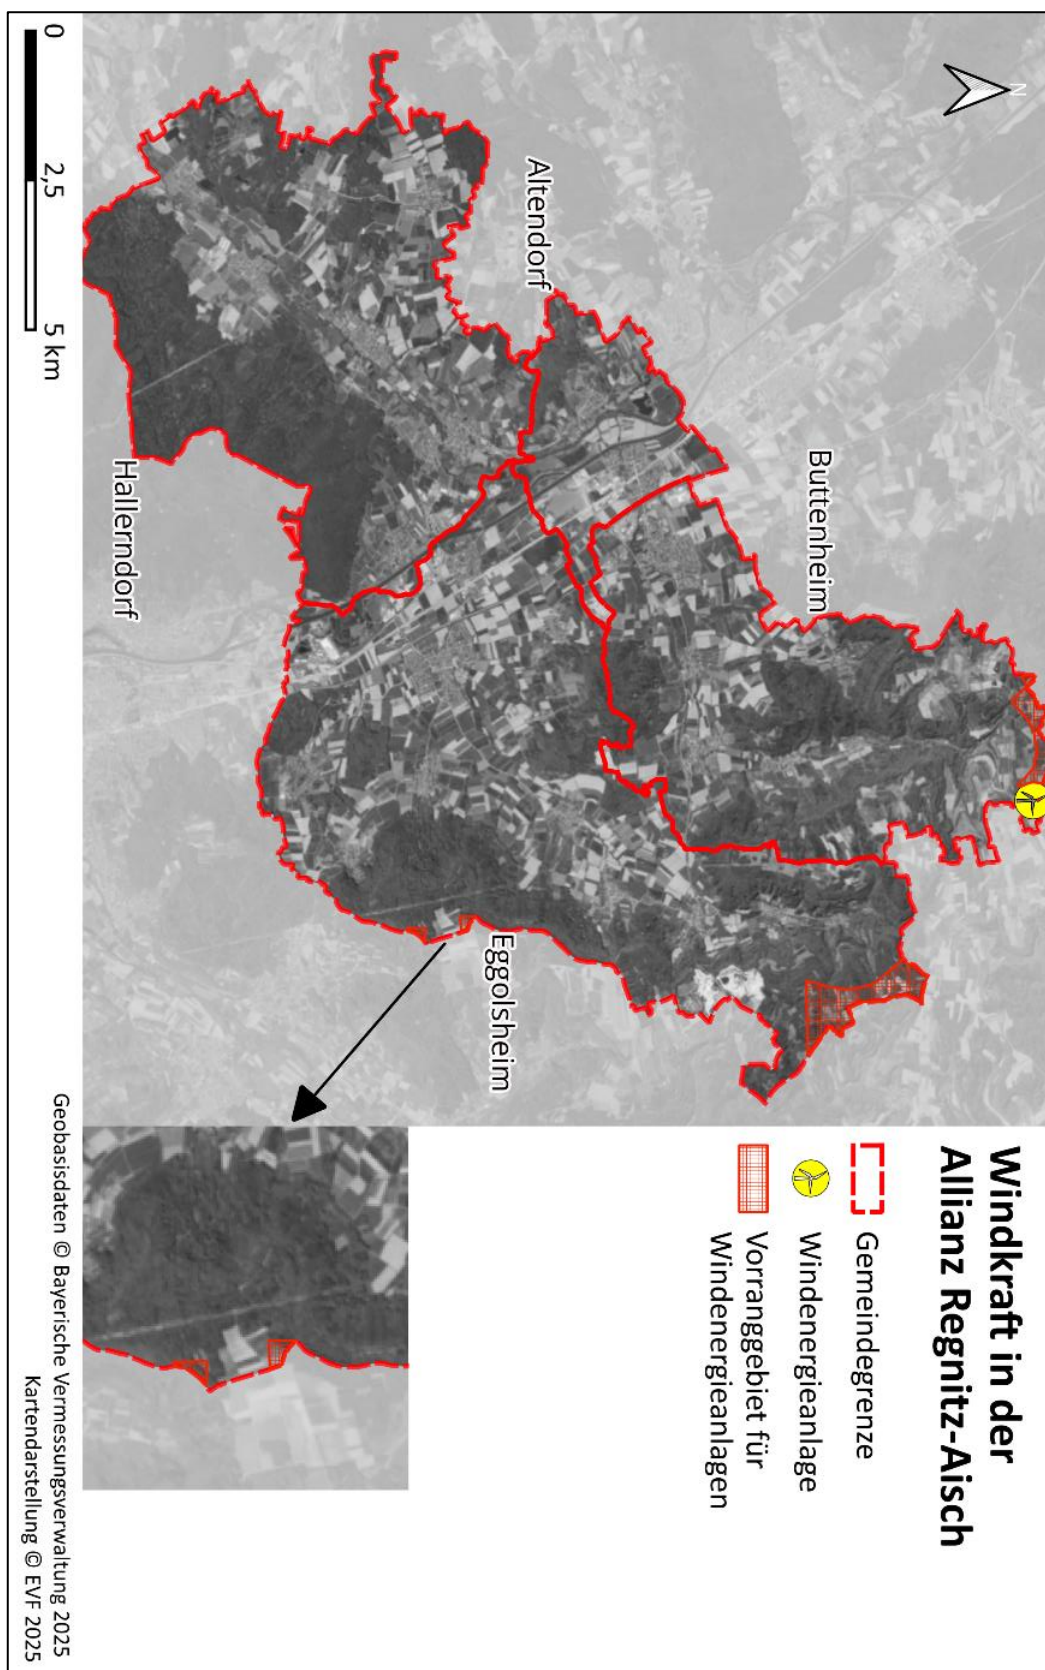 Windkraft in der
Allianz Regnitz-Aisch
Gemeindegrenze
Windenergieanlage
Vorranggebiet für
Windenergieanlagen
N
Altendorf
Buttenheim
Eggolsheim
Hallerndorf
0 2,5 5 km
Geobasisdaten © Bayerische Vermessungsverwaltung 2025
Kartendarstellung © EVF 2025